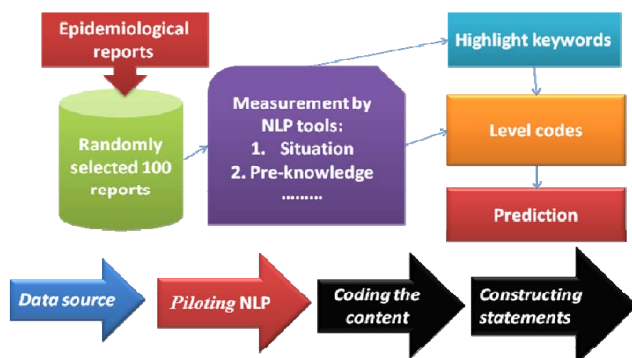 Epidemiological
reports
Randomly
selected 100
reports
Measurement by
NLP tools:
1. Situation
2. Pre-knowledge
.........
Highlight keywords
Level codes
Prediction
Data source
Piloting NLP
Coding the
content
Constructing
statements